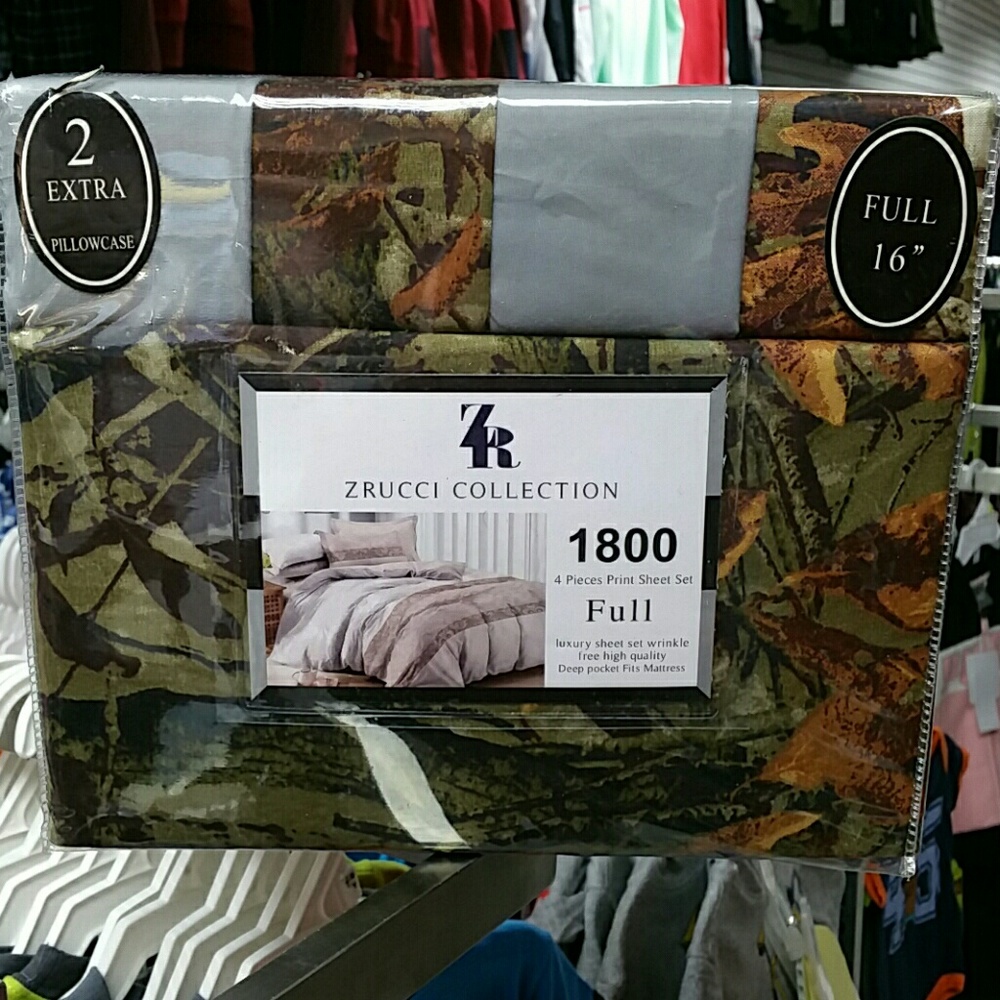 2
EXTRA
PILLOWCASE
FULL
16”
ZR
ZRUCCI COLLECTION
1800
4 Pieces Print Sheet Set
Full
luxury sheet set wrinkle
free high quality
Deep pocket Fits Mattress